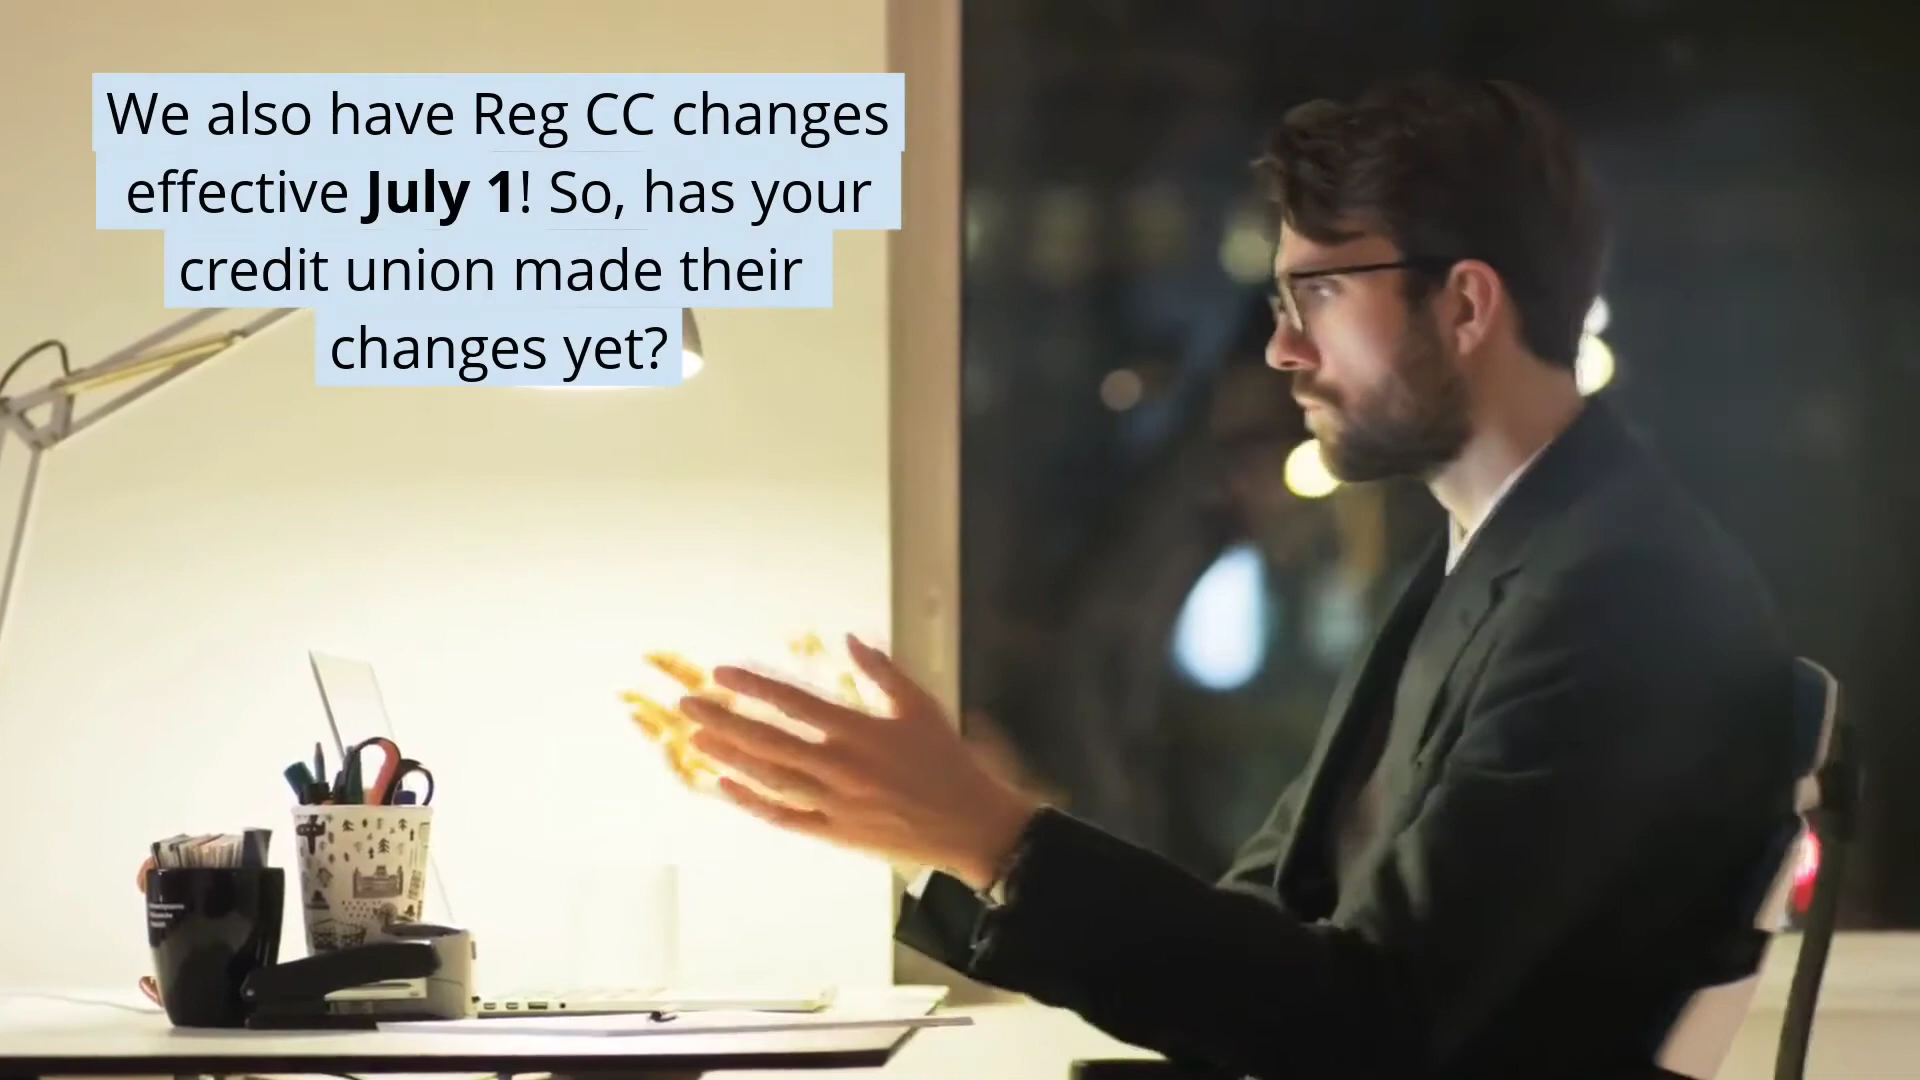 We also have Reg CC changes
effective July 1! So, has your
credit union made their
changes yet?